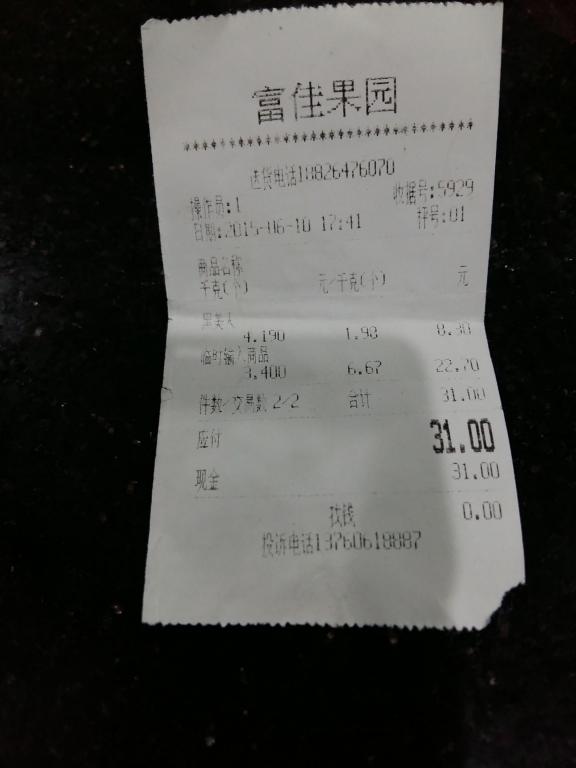 富佳果园
******************************
送货电话18826476070
操作员:1 收据号:5929
日期:2015-06-10 17:41 秤号:01
商品名称
千克(个) 元/千克(个) 元
黑美人
4.190 1.98 8.30
临时输入商品
3.400 6.67 22.70
件数/交易数 2/2 合计 31.00
应付 31.00
现金 31.00
找钱 0.00
投诉电话13760618887